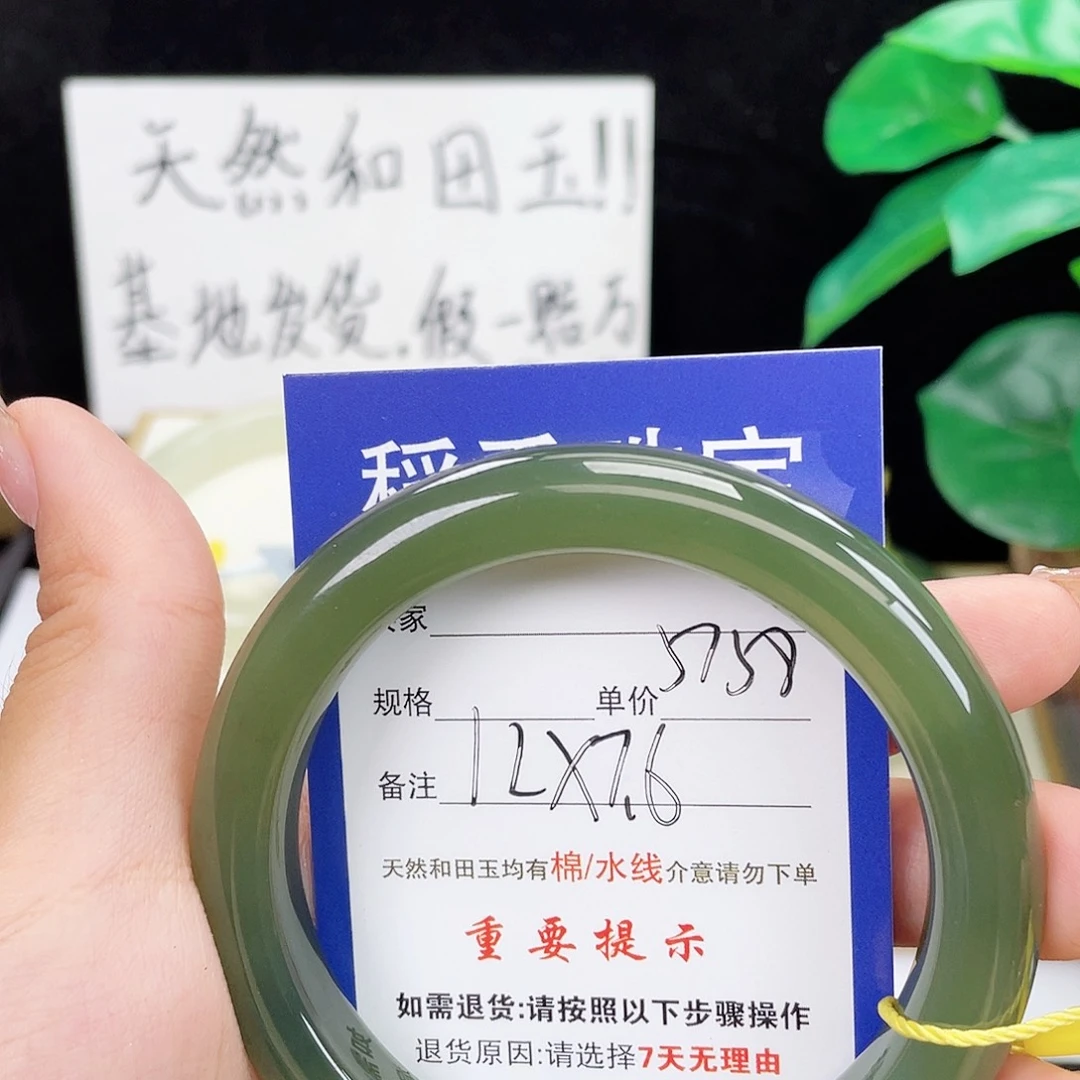 天然和田玉!!
基地发货.假一赔万
家
规格 单价 5759
备注 12X7.6
天然和田玉均有棉/水线介意请勿下单
重要提示
如需退货:请按照以下步骤操作
退货原因:请选择7天无理由